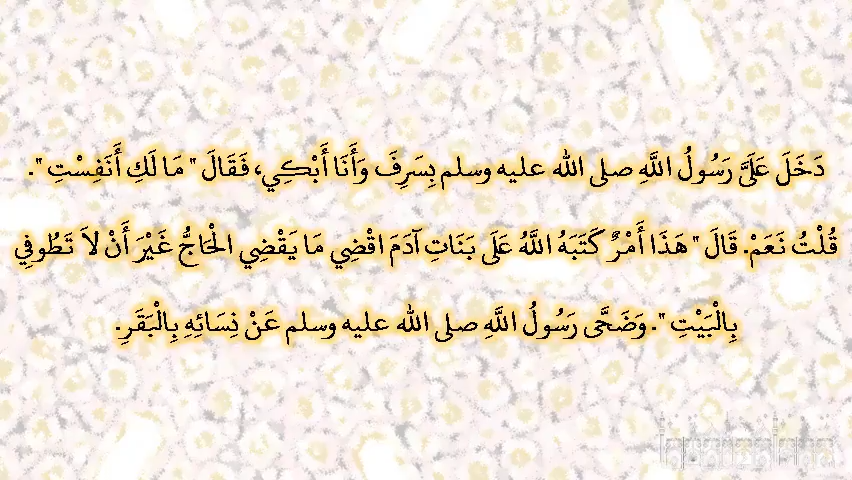 دَخَلَ عَلَىَّ رَسُولُ اللَّهِ صلى الله عليه وسلم بِسَرِفَ وَأَنَا أَبْكِي، فَقَالَ ‏"‏ مَا لَكِ أَنَفِسْتِ ‏"‏‏.‏
قُلْتُ نَعَمْ‏.‏ قَالَ ‏"‏ هَذَا أَمْرٌ كَتَبَهُ اللَّهُ عَلَى بَنَاتِ آدَمَ اقْضِي مَا يَقْضِي الْحَاجُّ غَيْرَ أَنْ لاَ تَطُوفِي
بِالْبَيْتِ ‏"‏‏.‏ وَضَحَّى رَسُولُ اللَّهِ صلى الله عليه وسلم عَنْ نِسَائِهِ بِالْبَقَرِ‏.‏